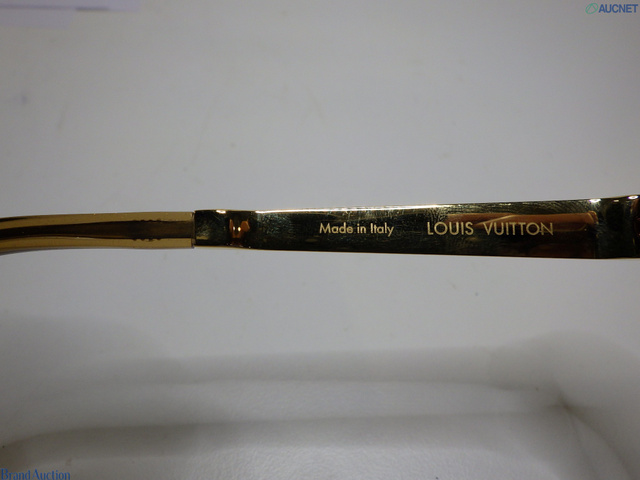 AUCNET
Made in Italy LOUIS VUITTON
Brand Auction